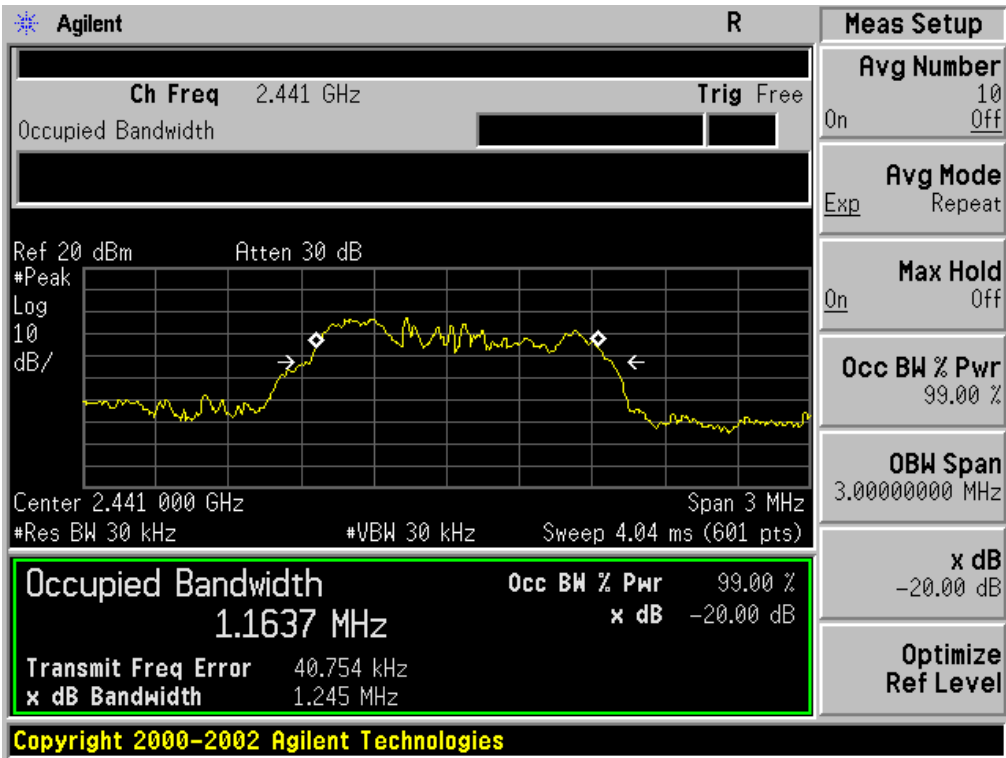 Agilent R
Ch Freq 2.441 GHz Trig Free
Occupied Bandwidth
Ref 20 dBm Atten 30 dB
#Peak
Log
10
dB/
Center 2.441 000 GHz Span 3 MHz
#Res BW 30 kHz #VBW 30 kHz Sweep 4.04 ms (601 pts)
Occupied Bandwidth Occ BW % Pwr 99.00 %
1.1637 MHz x dB -20.00 dB
Transmit Freq Error 40.754 kHz
x dB Bandwidth 1.245 MHz
Copyright 2000-2002 Agilent Technologies
Meas Setup
Avg Number
10
On Off
Avg Mode
Exp Repeat
Max Hold
On Off
Occ BW % Pwr
99.00 %
OBW Span
3.00000000 MHz
x dB
-20.00 dB
Optimize
Ref Level